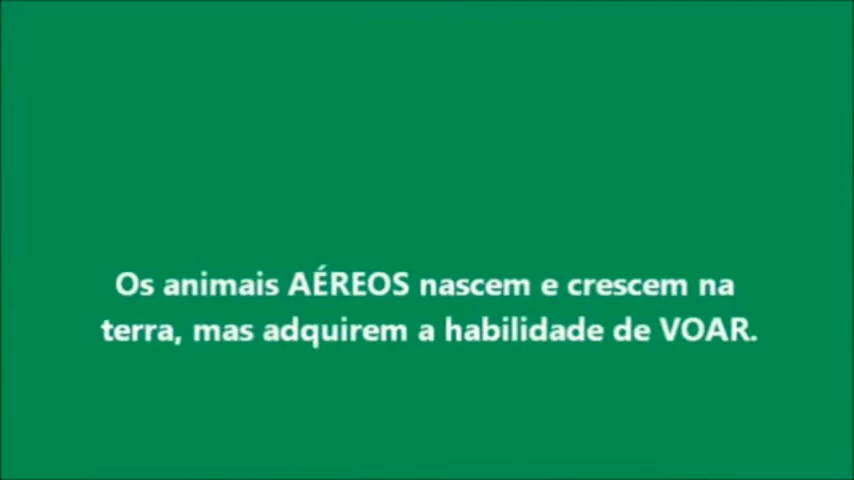 Os animais AÉREOS nascem e crescem na
terra, mas adquirem a habilidade de VOAR.